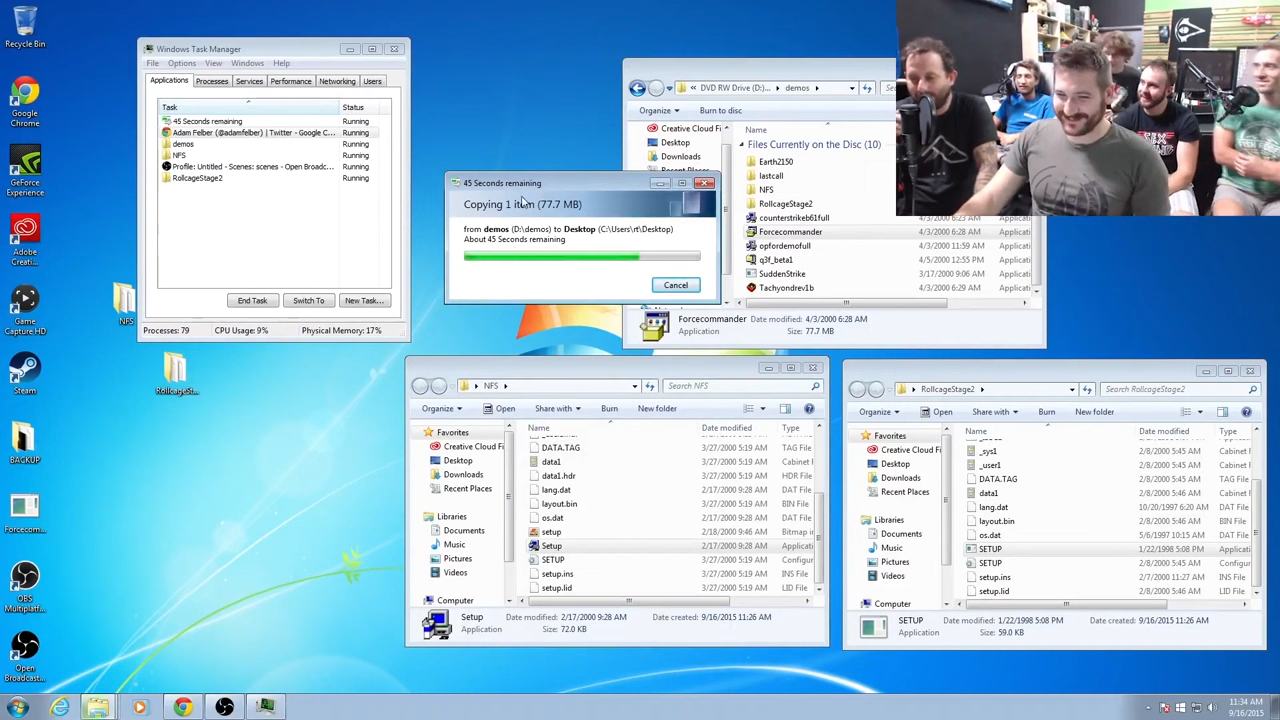 Recycle Bin
Google
Chrome
GeForce
Experience
Adobe
Creati...
Game
Capture HD
Steam
BACKUP
Forcecom...
OBS
Multiplatf...
Open
Broadcas...
NFS
RollcageSt...
Windows Task Manager
File Options View Windows Help
Applications Processes Services Performance Networking Users
Task Status
45 Seconds remaining Running
Adam Felber (@adamfelber) | Twitter - Google C... Running
demos Running
NFS Running
Profile: Untitled - Scenes: scenes - Open Broadc... Running
RollcageStage2 Running
End Task Switch To New Task...
Processes: 79 CPU Usage: 9% Physical Memory: 17%
45 Seconds remaining
Copying 1 item (77.7 MB)
from demos (D:\demos) to Desktop (C:\Users\rt\Desktop)
About 45 Seconds remaining
Cancel
DVD RW Drive (D:)... demos
Organize Burn to disc
Creative Cloud Fi
Desktop
Downloads
Name
Files Currently on the Disc (10)
Earth2150
lastcall
NFS
RollcageStage2
counterstrikeb61full 4/3/2000 6:23 AM Applicati
Forcecommander 4/3/2000 6:28 AM Applicati
opfordemofull 4/3/2000 11:59 AM Applicati
q3f_beta1 4/5/2000 12:55 PM Applicati
SuddenStrike 3/17/2000 9:06 AM Applicati
Tachyondrev1b 4/3/2000 6:29 AM Applicati
Forcecommander Date modified: 4/3/2000 6:28 AM
Application Size: 77.7 MB
NFS Search NFS
Organize Open Share with Burn New folder
Favorites
Creative Cloud Fi
Desktop
Downloads
Recent Places
Libraries
Documents
Music
Pictures
Videos
Computer
Name Date modified Type
DATA.TAG 3/27/2000 5:19 AM TAG File
data1 3/27/2000 5:19 AM Cabinet
data1.hdr 3/27/2000 5:19 AM HDR File
lang.dat 2/17/2000 9:28 AM DAT File
layout.bin 3/27/2000 5:19 AM BIN File
os.dat 2/17/2000 9:28 AM DAT File
setup 2/18/2000 9:46 AM Bitmap i
Setup 2/17/2000 9:28 AM Applicati
SETUP 3/27/2000 5:19 AM Configur
setup.ins 3/27/2000 5:19 AM INS File
setup.lid 3/27/2000 5:19 AM LID File
Setup Date modified: 2/17/2000 9:28 AM Date created: 9/16/2015 11:26 AM
Application Size: 72.0 KB
RollcageStage2 Search RollcageStage2
Organize Open Share with Burn New folder
Favorites
Creative Cloud Fi
Desktop
Downloads
Recent Places
Libraries
Documents
Music
Pictures
Videos
Computer
Name Date modified Type
_sys1 2/8/2000 5:45 AM Cabinet F
_user1 2/8/2000 5:45 AM Cabinet F
DATA.TAG 2/8/2000 5:45 AM TAG File
data1 2/8/2000 5:45 AM Cabinet F
lang.dat 10/20/1997 6:20 AM DAT File
layout.bin 2/8/2000 5:46 AM BIN File
os.dat 5/6/1997 10:15 AM DAT File
SETUP 1/22/1998 5:08 PM Applicati
SETUP 2/8/2000 5:45 AM Configur
setup.ins 2/7/2000 11:27 AM INS File
setup.lid 2/8/2000 5:45 AM LID File
SETUP Date modified: 1/22/1998 5:08 PM Date created: 9/16/2015 11:26 AM
Application Size: 59.0 KB
11:34 AM
9/16/2015